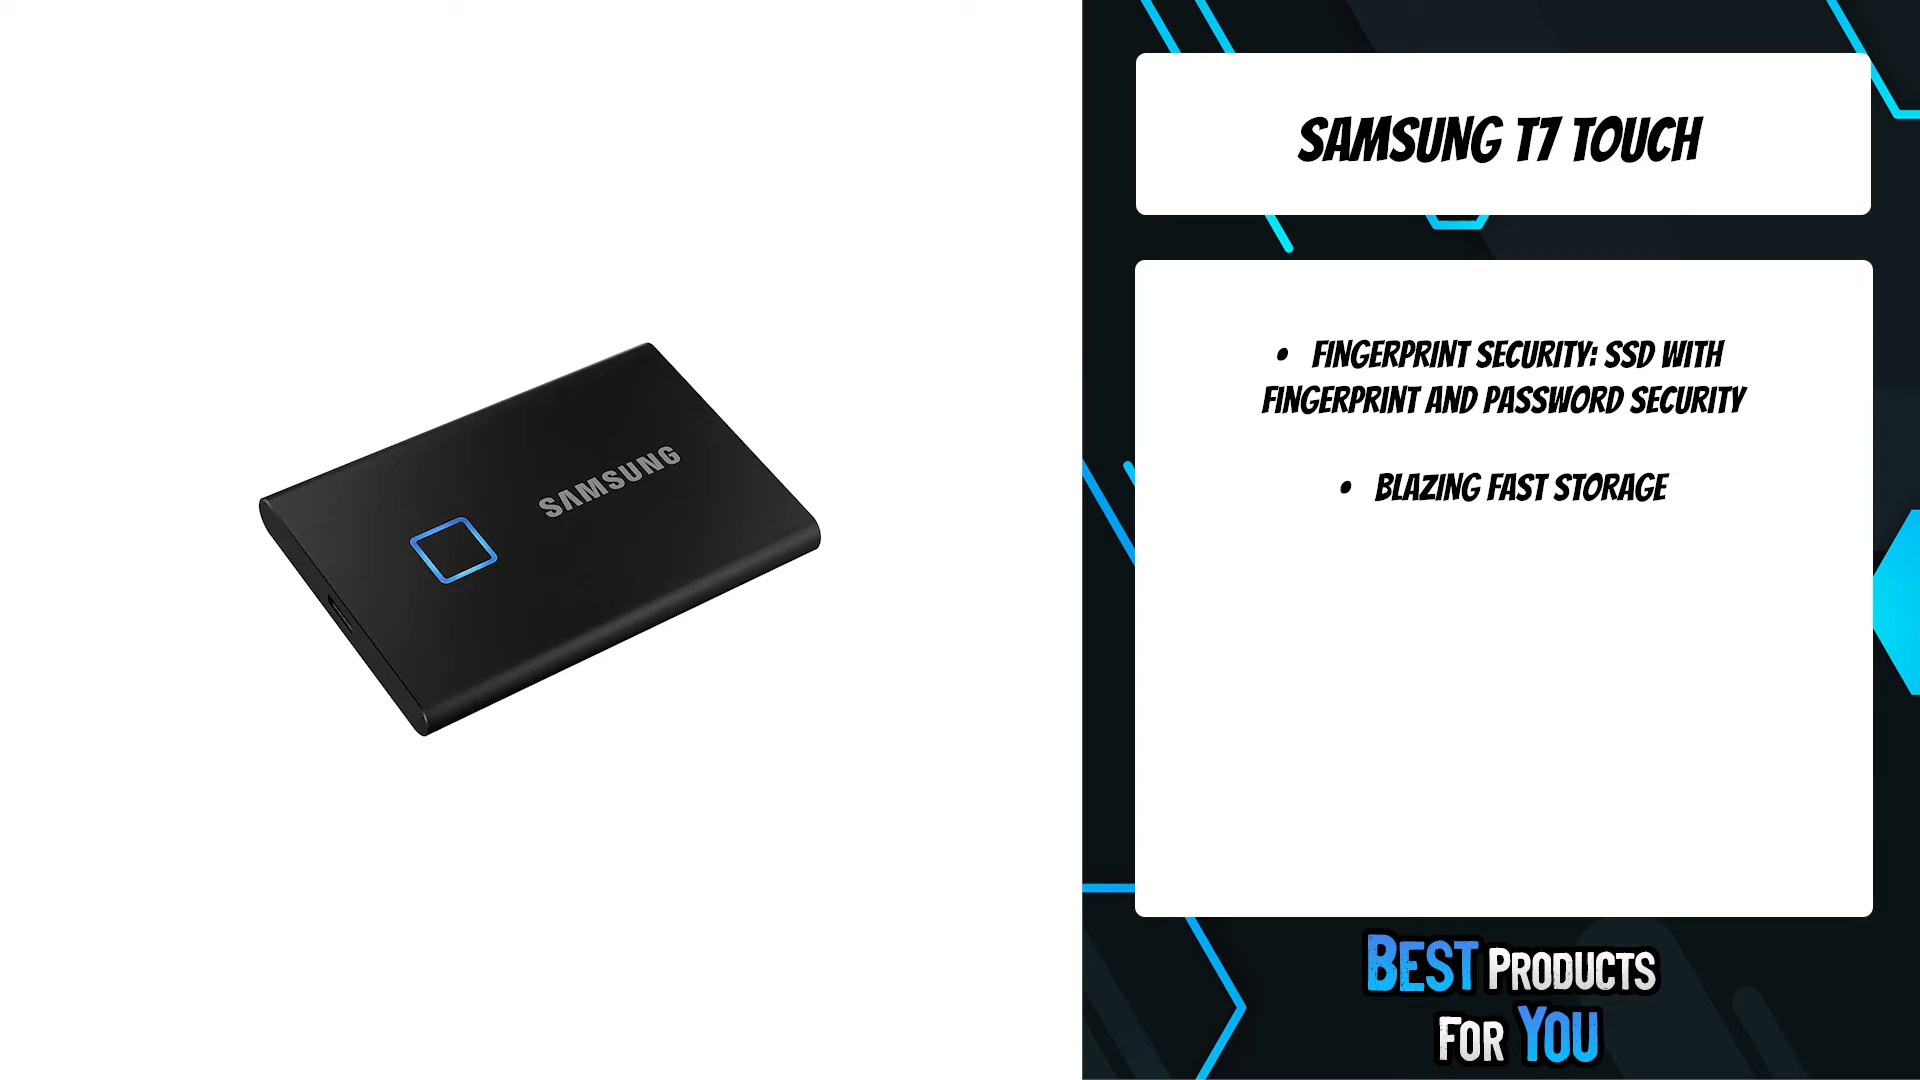 SAMSUNG
SAMSUNG T7 TOUCH
• FINGERPRINT SECURITY: SSD WITH
FINGERPRINT AND PASSWORD SECURITY
• BLAZING FAST STORAGE
BEST PRODUCTS
FOR YOU